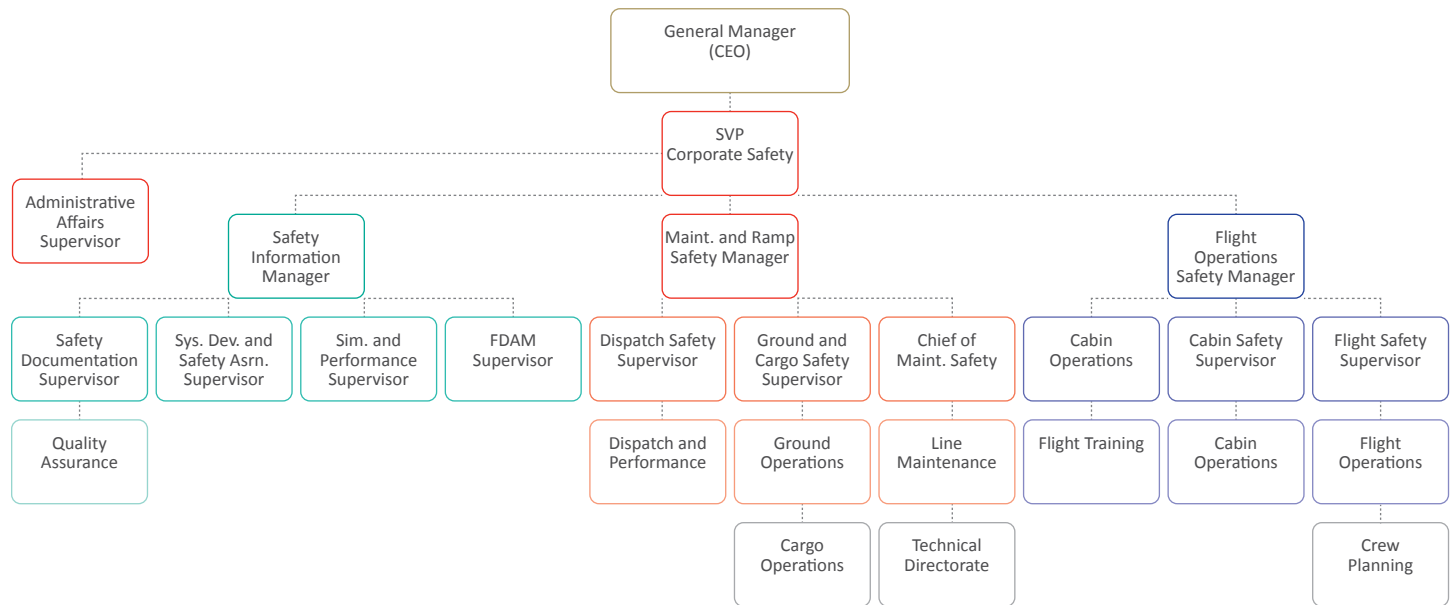 General Manager
(CEO)
SVP
Corporate Safety
Administrative
Affairs
Supervisor
Safety
Information
Manager
Maint. and Ramp
Safety Manager
Flight
Operations
Safety Manager
Safety
Documentation
Supervisor
Sys. Dev. and
Safety Asrn.
Supervisor
Sim. and
Performance
Supervisor
FDAM
Supervisor
Dispatch Safety
Supervisor
Ground and
Cargo Safety
Supervisor
Chief of
Maint. Safety
Cabin
Operations
Cabin Safety
Supervisor
Flight Safety
Supervisor
Quality
Assurance
Dispatch and
Performance
Ground
Operations
Line
Maintenance
Flight Training
Cabin
Operations
Flight
Operations
Cargo
Operations
Technical
Directorate
Crew
Planning